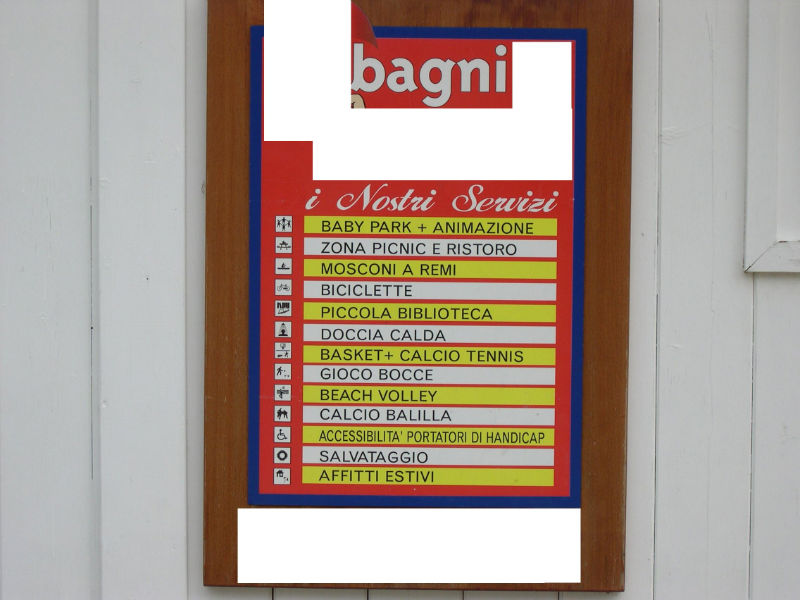 bagni
i Nostri Servizi
BABY PARK + ANIMAZIONE
ZONA PICNIC E RISTORO
MOSCONI A REMI
BICICLETTE
PICCOLA BIBLIOTECA
DOCCIA CALDA
BASKET+ CALCIO TENNIS
GIOCO BOCCE
BEACH VOLLEY
CALCIO BALILLA
ACCESSIBILITA' PORTATORI DI HANDICAP
SALVATAGGIO
AFFITTI ESTIVI